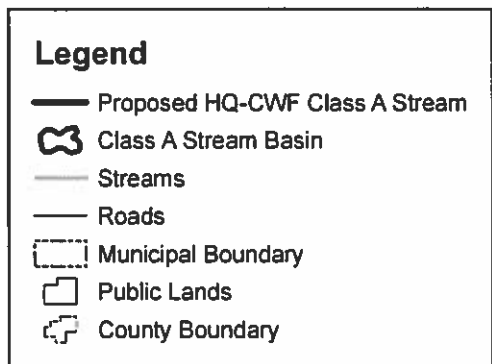 Legend
Proposed HQ-CWF Class A Stream
Class A Stream Basin
Streams
Roads
Municipal Boundary
Public Lands
County Boundary